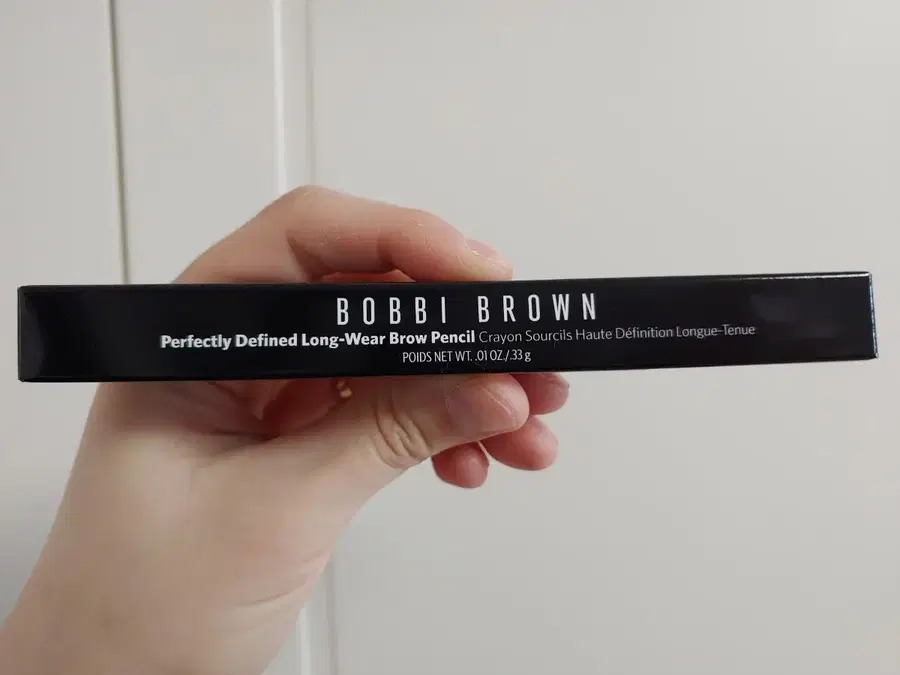 BOBBI BROWN
Perfectly Defined Long-Wear Brow Pencil Crayon Sourcils Haute Définition Longue-Tenue
POIDS NET WT. .01 OZ./.33 g